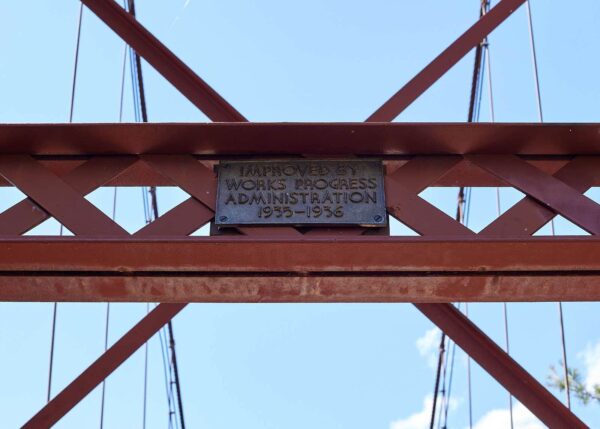 IMPROVED BY
WORKS PROGRESS
ADMINISTRATION
1935-1936